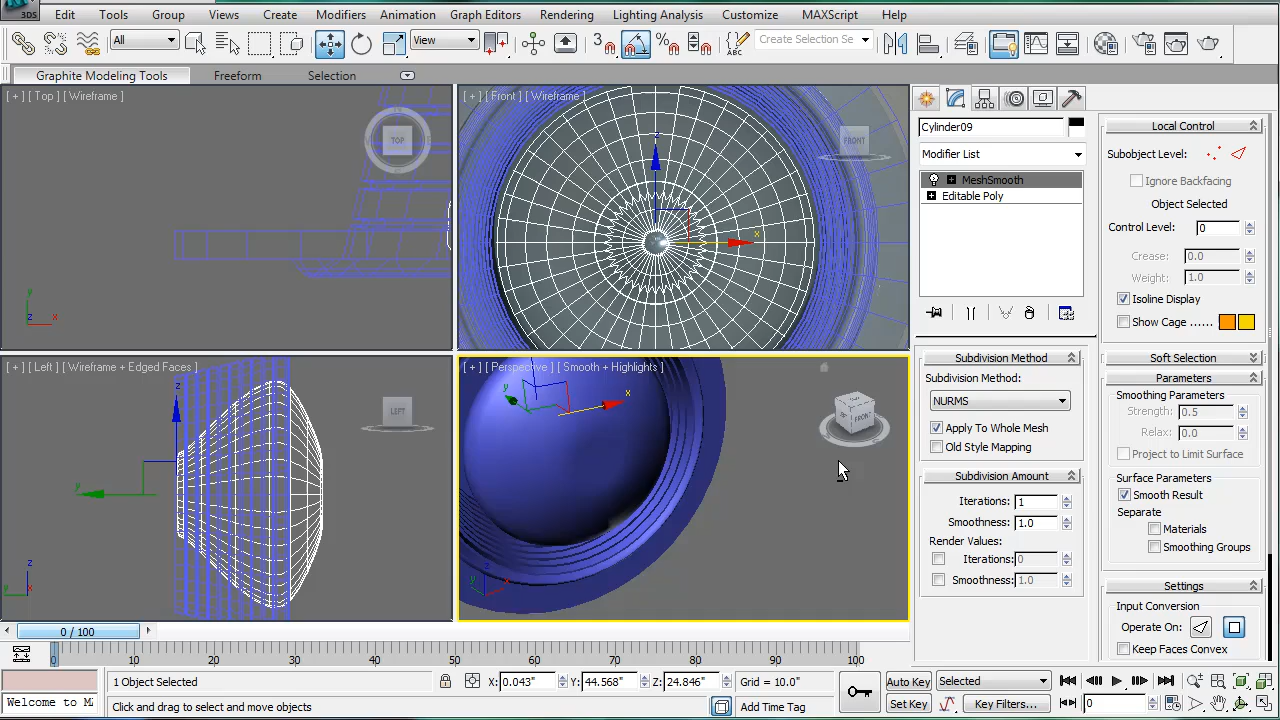 3DS Edit Tools Group Views Create Modifiers Animation Graph Editors Rendering Lighting Analysis Customize MAXScript Help
All View 3 Create Selection Se
Graphite Modeling Tools Freeform Selection
[ + ] [ Top ] [ Wireframe ]
TOP
[ + ] [ Front ] [ Wireframe ]
FRONT
z
x
y
z x
[ + ] [ Left ] [ Wireframe + Edged Faces ]
LEFT
z
y
z
y x
[ + ] [ Perspective ] [ Smooth + Highlights ]
FRONT
y x
z
y x
Cylinder09
Modifier List
MeshSmooth
Editable Poly
Subdivision Method
Subdivision Method:
NURMS
Apply To Whole Mesh
Old Style Mapping
Subdivision Amount
Iterations: 1
Smoothness: 1.0
Render Values:
Iterations: 0
Smoothness: 1.0
Local Control
Subobject Level:
Ignore Backfacing
Object Selected
Control Level: 0
Crease: 0.0
Weight: 1.0
Isoline Display
Show Cage ......
Soft Selection
Parameters
Smoothing Parameters
Strength: 0.5
Relax: 0.0
Project to Limit Surface
Surface Parameters
Smooth Result
Separate
Materials
Smoothing Groups
Settings
Input Conversion
Operate On:
Keep Faces Convex
0 / 100
0 10 20 30 40 50 60 70 80 90 100
1 Object Selected X: 0.043" Y: 44.568" Z: 24.846" Grid = 10.0" Auto Key Selected
Welcome to M Click and drag to select and move objects Add Time Tag Set Key Key Filters... 0